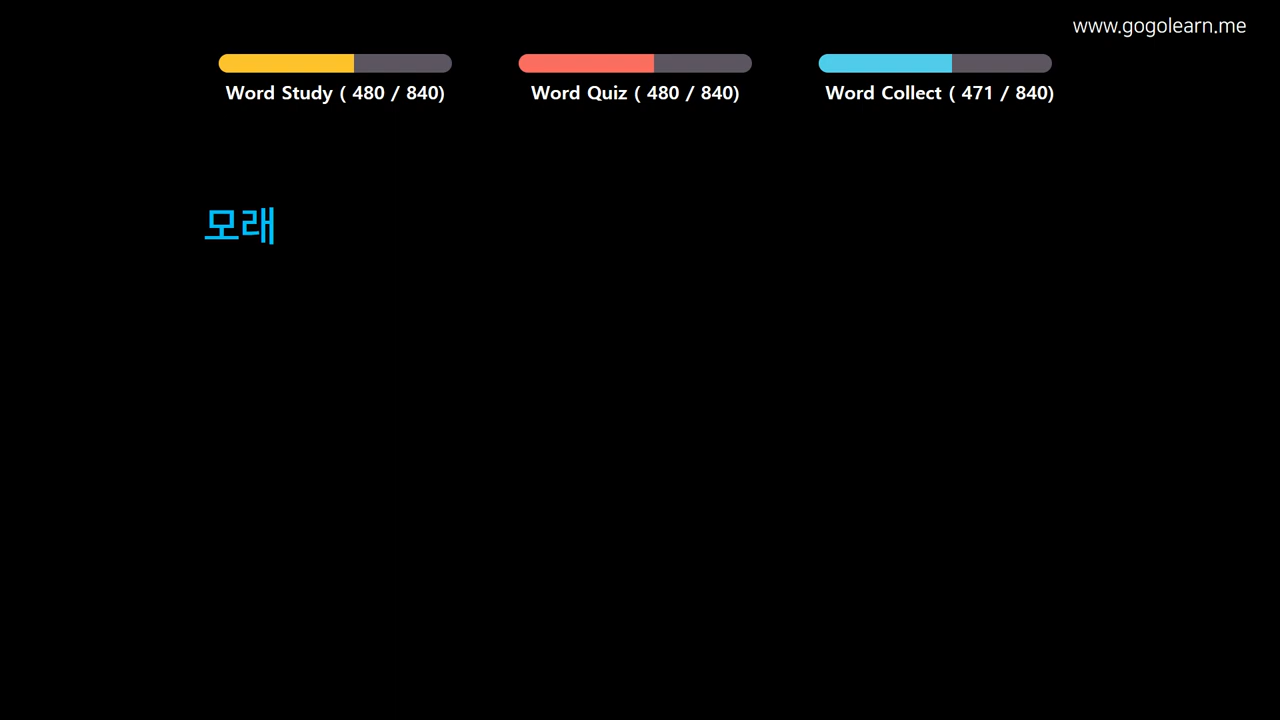 www.gogolearn.me
Word Study ( 480 / 840)
Word Quiz ( 480 / 840)
Word Collect ( 471 / 840)
모래